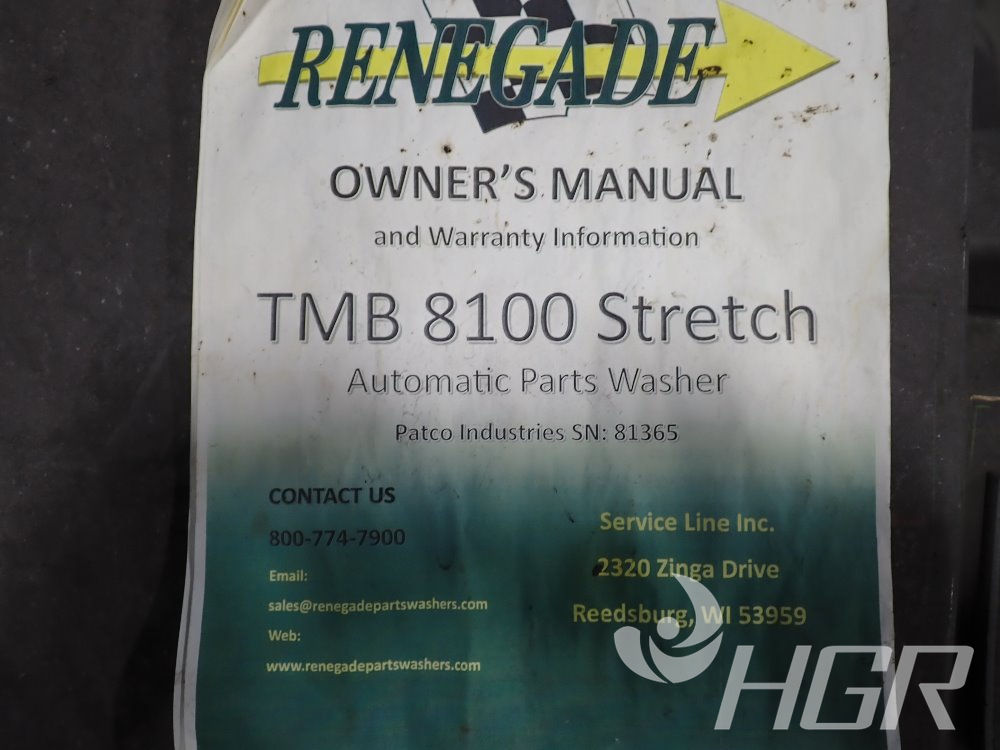 RENEGADE
OWNER'S MANUAL
and Warranty Information
TMB 8100 Stretch
Automatic Parts Washer
Patco Industries SN: 81365
CONTACT US
800-774-7900
Email:
sales@renegadepartswashers.com
Web:
www.renegadepartswashers.com
Service Line Inc.
2320 Zinga Drive
Reedsburg, WI 53959
HGR